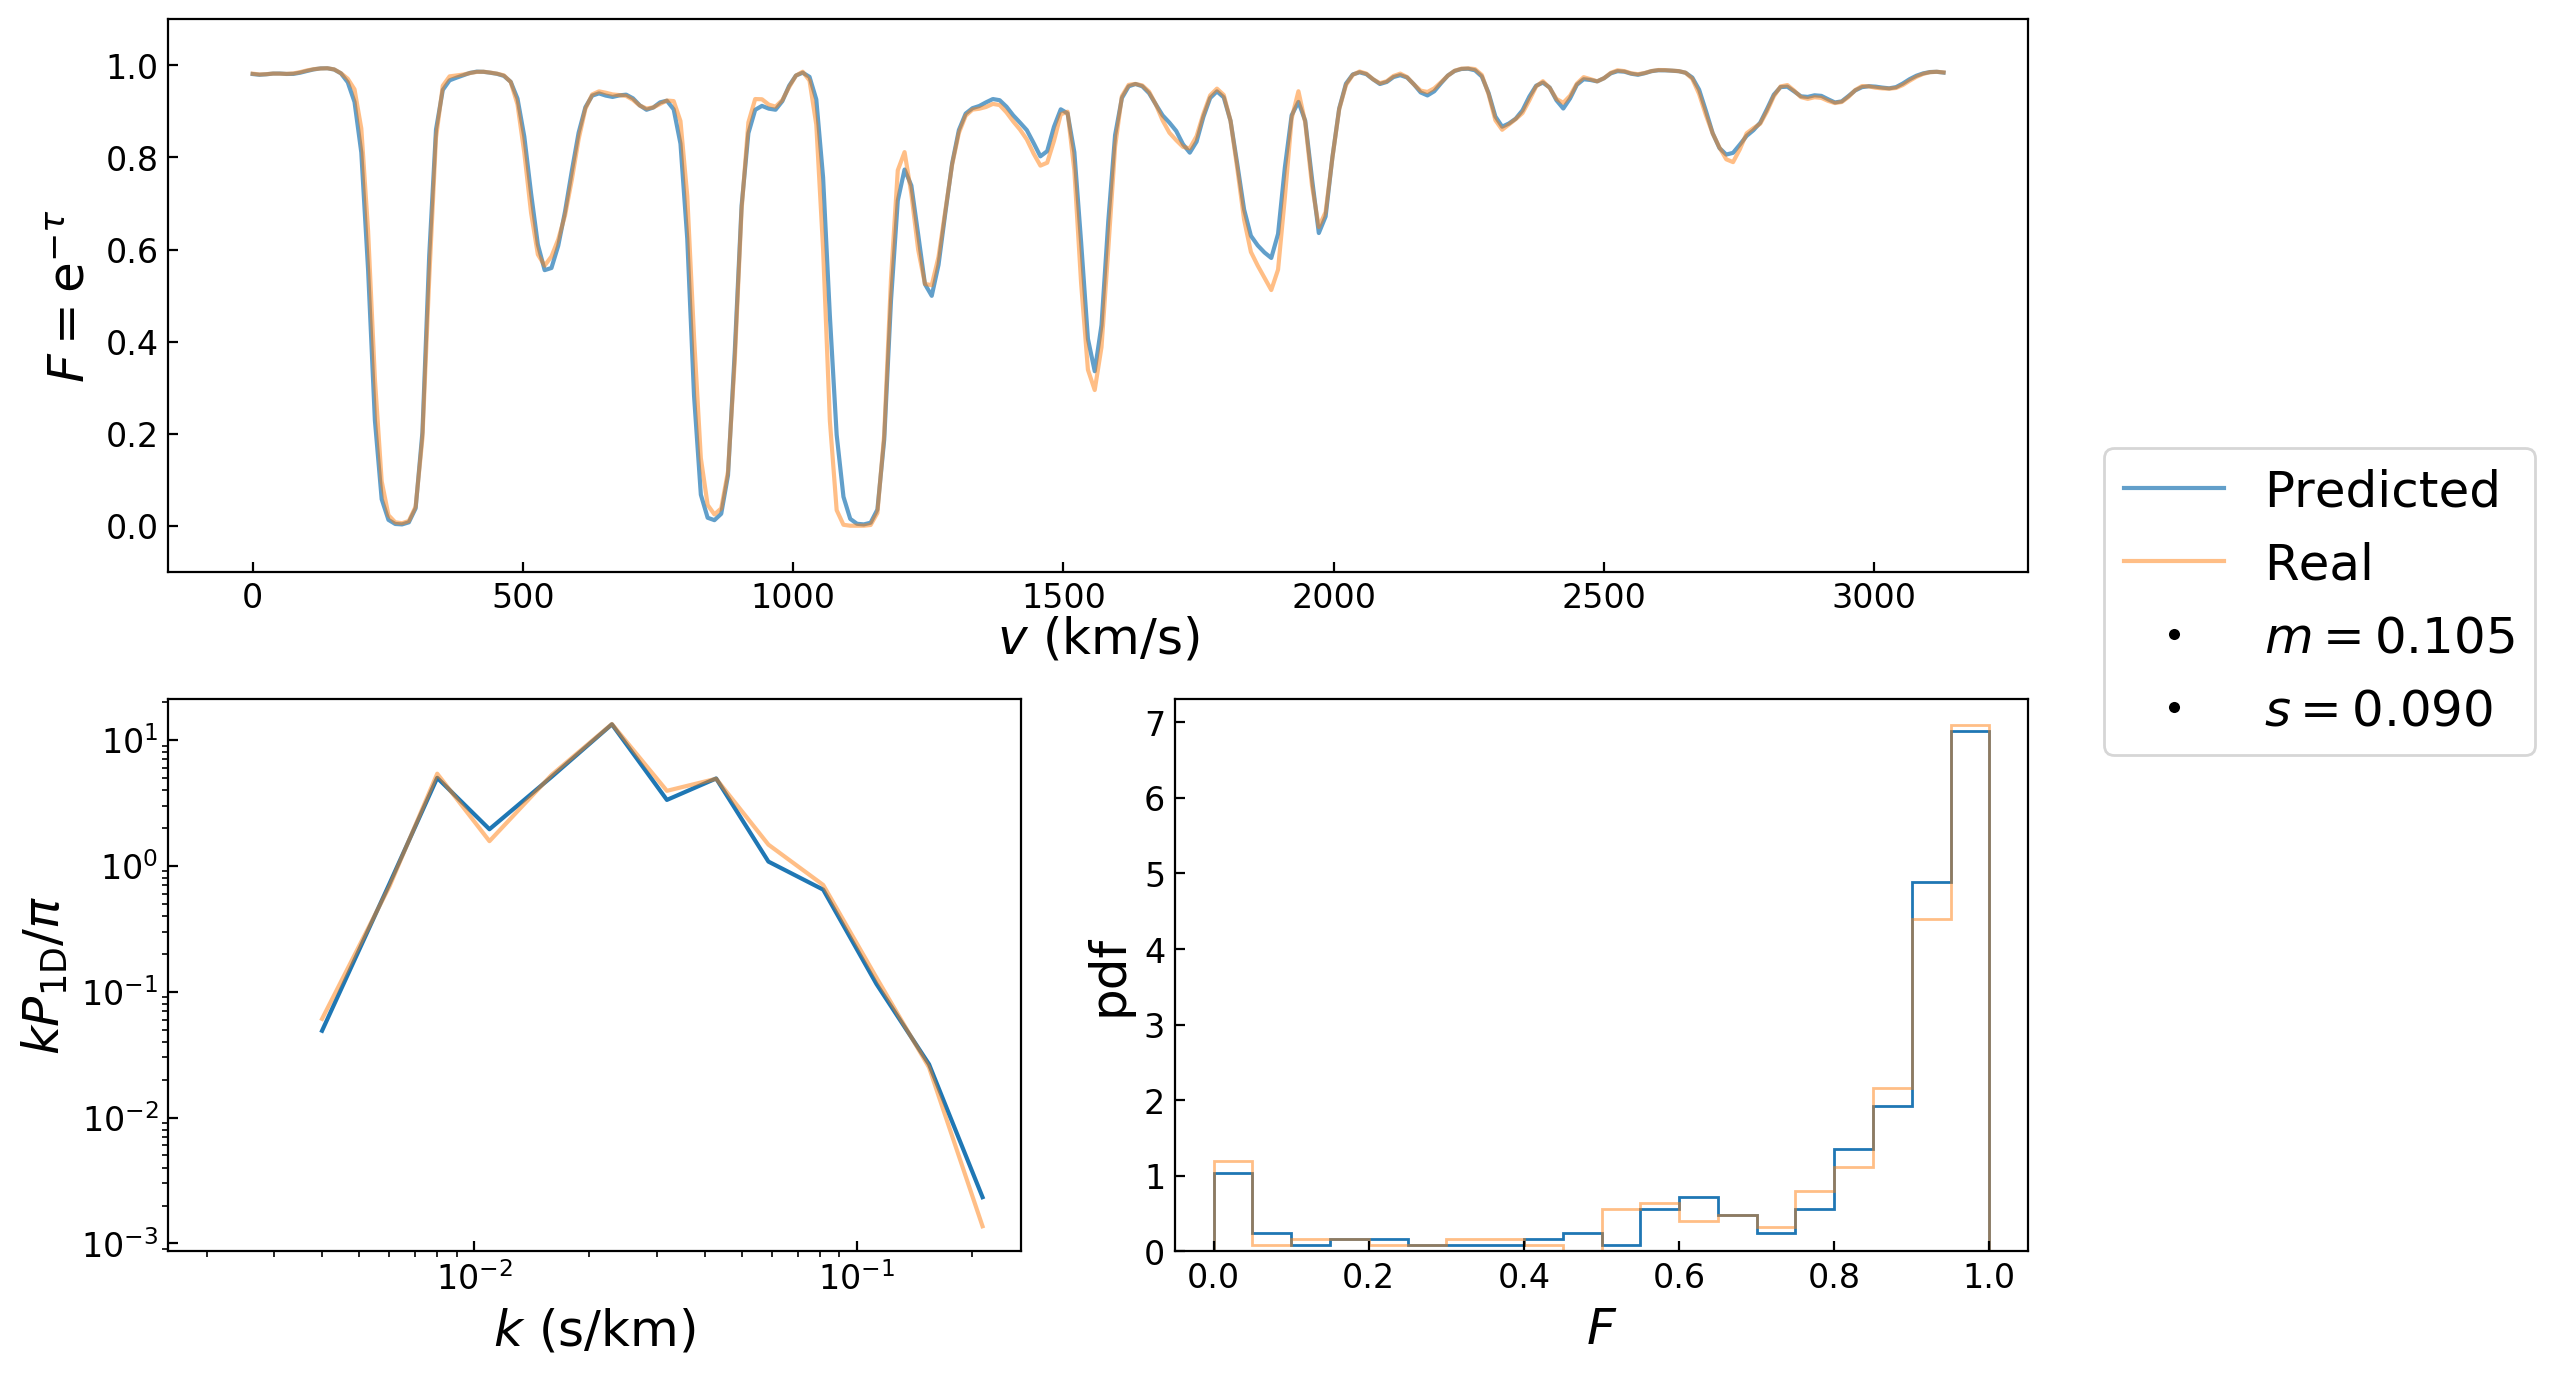 F = e^{−τ}
1.0
0.8
0.6
0.4
0.2
0.0
0 500 1000 1500 2000 2500 3000
v (km/s)
Predicted
Real
m = 0.105
s = 0.090
kP_{1D}/π
10^{1}
10^{0}
10^{−1}
10^{−2}
10^{−3}
10^{−2} 10^{−1}
k (s/km)
pdf
7
6
5
4
3
2
1
0
0.0 0.2 0.4 0.6 0.8 1.0
F